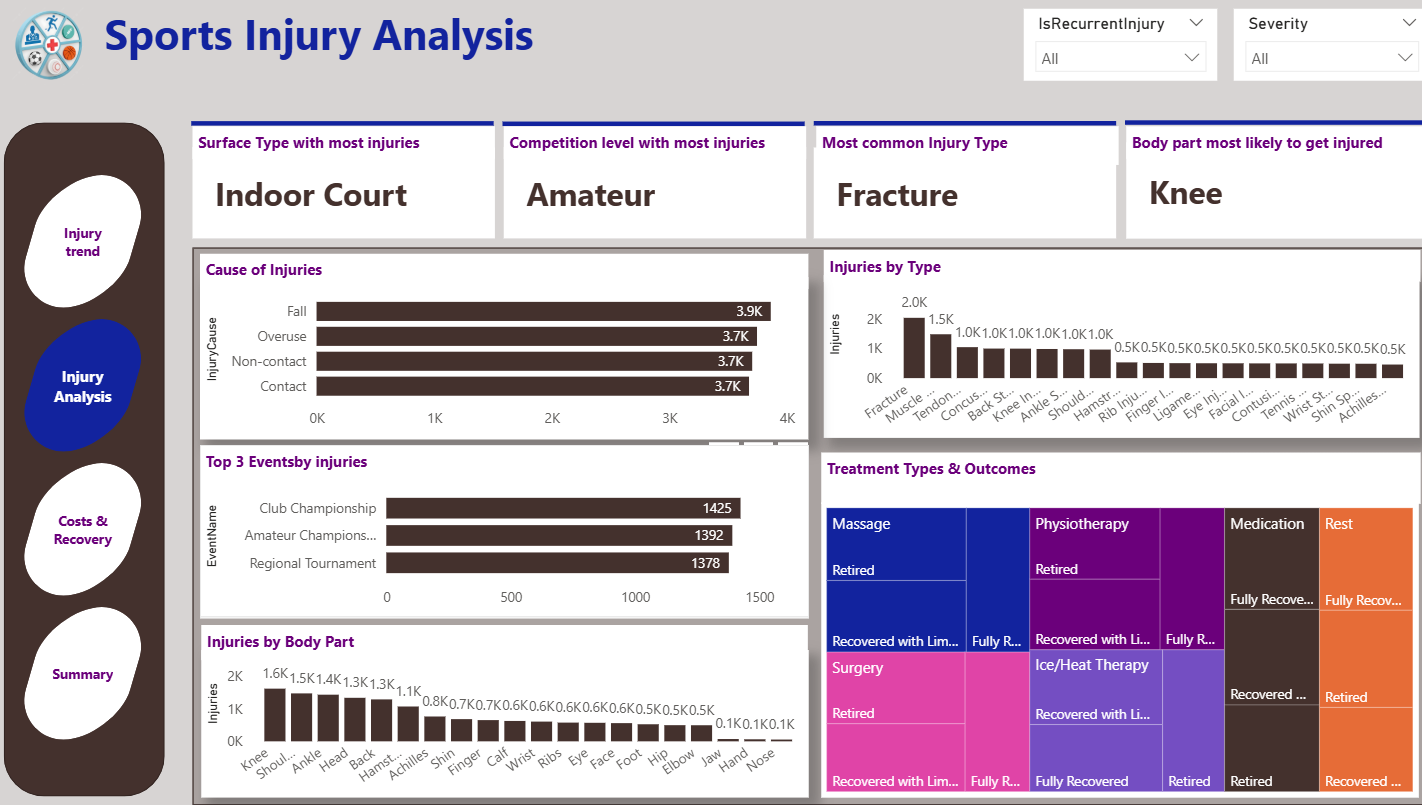 Sports Injury Analysis
IsRecurrentInjury
All
Severity
All
Injury
trend
Injury
Analysis
Costs &
Recovery
Summary
Surface Type with most injuries
Indoor Court
Competition level with most injuries
Amateur
Most common Injury Type
Fracture
Body part most likely to get injured
Knee
Cause of Injuries
InjuryCause
Fall 3.9K
Overuse 3.7K
Non-contact 3.7K
Contact 3.7K
0K 1K 2K 3K 4K
Injuries by Type
Injuries
2K
1K
0K
2.0K 1.5K 1.0K 1.0K 1.0K 1.0K 1.0K 1.0K 0.5K 0.5K 0.5K 0.5K 0.5K 0.5K 0.5K 0.5K 0.5K 0.5K 0.5K
Fracture Muscle ... Tendon... Concus... Back St... Knee In... Ankle S... Should... Hamstr... Rib Inju... Finger I... Ligame... Eye Inj... Facial I... Contusi... Tennis ... Wrist St... Shin Sp... Achilles...
Top 3 Eventsby injuries
EventName
Club Championship 1425
Amateur Champions... 1392
Regional Tournament 1378
0 500 1000 1500
Injuries by Body Part
Injuries
2K
1K
0K
1.6K 1.5K 1.4K 1.3K 1.3K 1.1K 0.8K 0.7K 0.7K 0.6K 0.6K 0.6K 0.6K 0.6K 0.5K 0.5K 0.5K 0.1K 0.1K 0.1K
Knee Shoul... Ankle Head Back Hamst... Achilles Shin Finger Calf Wrist Ribs Eye Face Foot Hip Elbow Jaw Hand Nose
Treatment Types & Outcomes
Massage
Retired
Recovered with Lim...
Fully R...
Physiotherapy
Retired
Recovered with Li...
Fully R...
Surgery
Retired
Recovered with Lim...
Fully R...
Ice/Heat Therapy
Recovered with Li...
Fully Recovered
Retired
Medication
Fully Recove...
Recovered ...
Retired
Rest
Fully Recov...
Retired
Recovered ...